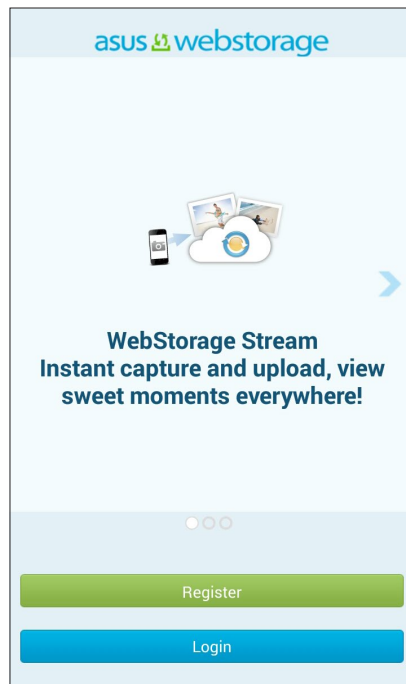 asus webstorage
WebStorage Stream
Instant capture and upload, view
sweet moments everywhere!
Register
Login